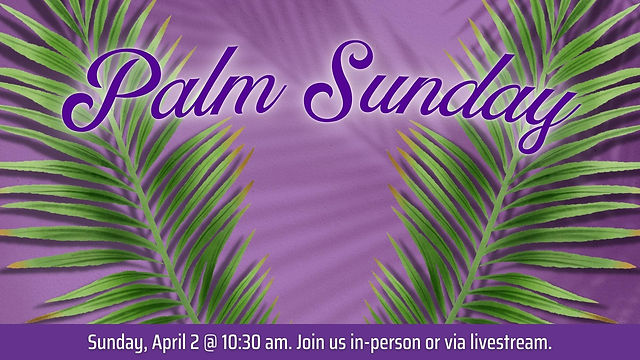 Palm Sunday
Sunday, April 2 @ 10:30 am. Join us in-person or via livestream.